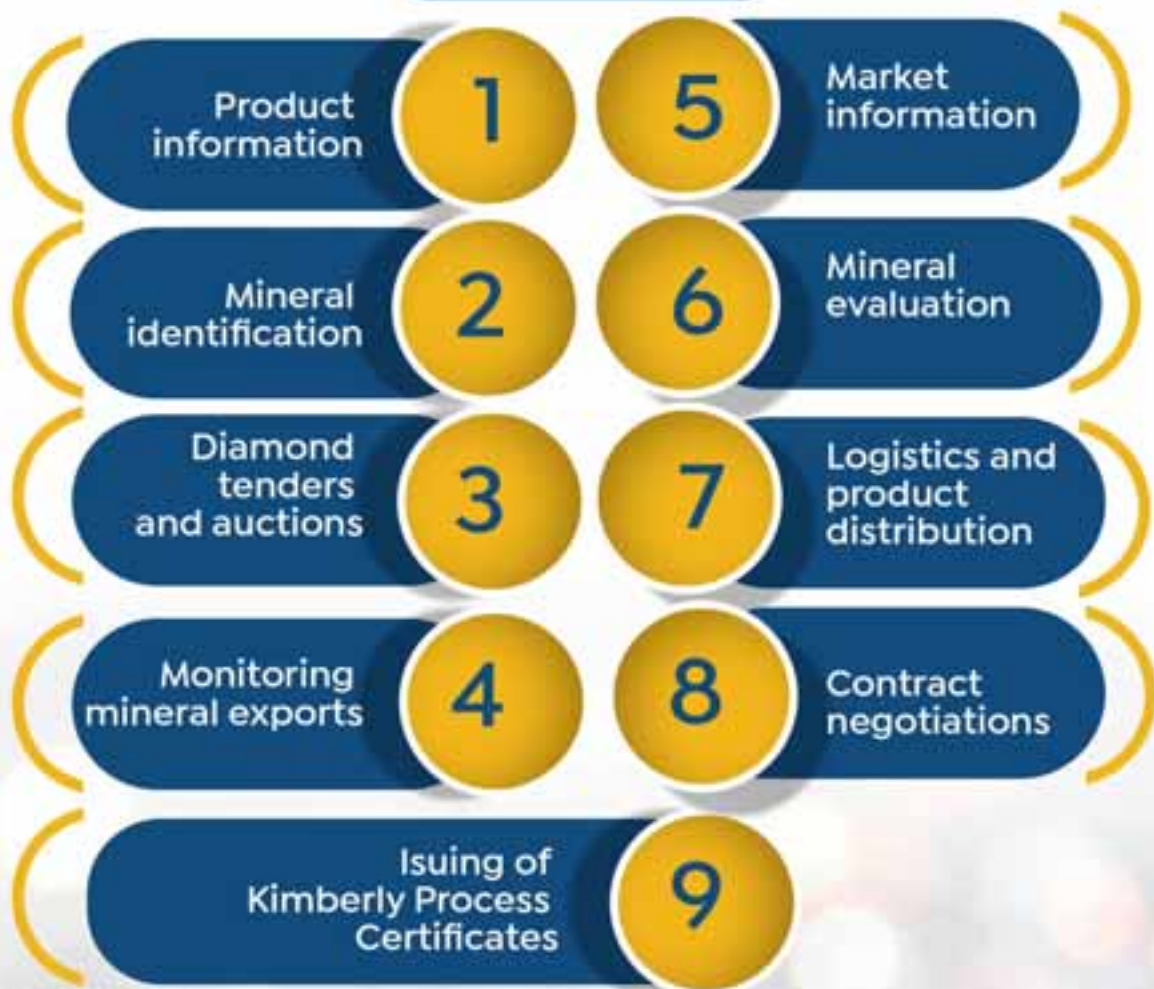 1
Product
information
2
Mineral
identification
3
Diamond
tenders
and auctions
4
Monitoring
mineral exports
5
Market
information
6
Mineral
evaluation
7
Logistics and
product
distribution
8
Contract
negotiations
9
Isuing of
Kimberly Process
Certificates